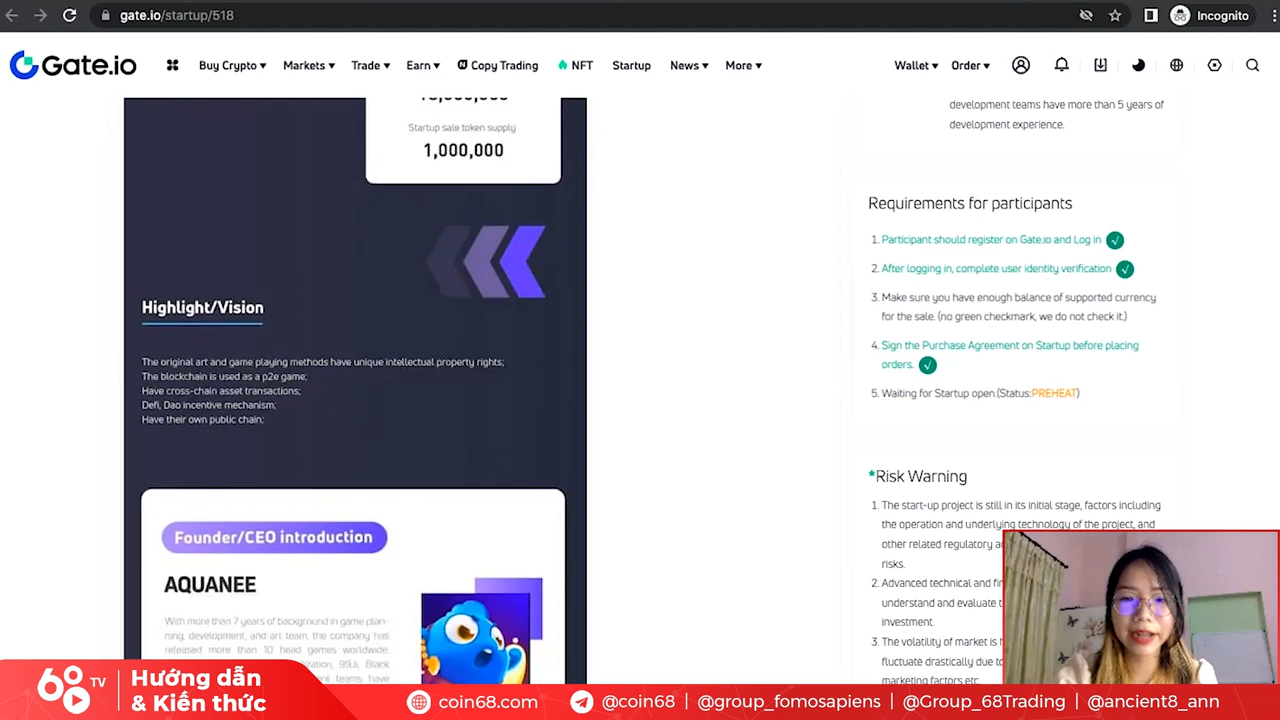 gate.io/startup/518
Incognito
Gate.io
Buy Crypto
Markets
Trade
Earn
Copy Trading
NFT
Startup
News
More
Wallet
Order
Startup sale token supply
1,000,000
Highlight/Vision
The original art and game playing methods have unique intellectual property rights;
The blockchain is used as a p2e game;
Have cross-chain asset transactions;
Defi, Dao incentive mechanism;
Have their own public chain;
Founder/CEO introduction
AQUANEE
With more than 7 years of background in game plan-
ning, development, and art team, the company has
released more than 10 head games worldwide,
99Ji, Black
teams have
development teams have more than 5 years of
development experience.
Requirements for participants
1. Participant should register on Gate.io and Log in
2. After logging in, complete user identity verification
3. Make sure you have enough balance of supported currency
for the sale. (no green checkmark, we do not check it.)
4. Sign the Purchase Agreement on Startup before placing
orders.
5. Waiting for Startup open.(Status:PREHEAT)
*Risk Warning
1. The start-up project is still in its initial stage, factors including
the operation and underlying technology of the project, and
other related regulatory
risks.
2. Advanced technical and
understand and evaluate
investment.
3. The volatility of market is
fluctuate drastically due
marketing factors etc.
68 TV
Hướng dẫn
& Kiến thức
coin68.com
@coin68 | @group_fomosapiens | @Group_68Trading | @ancient8_ann